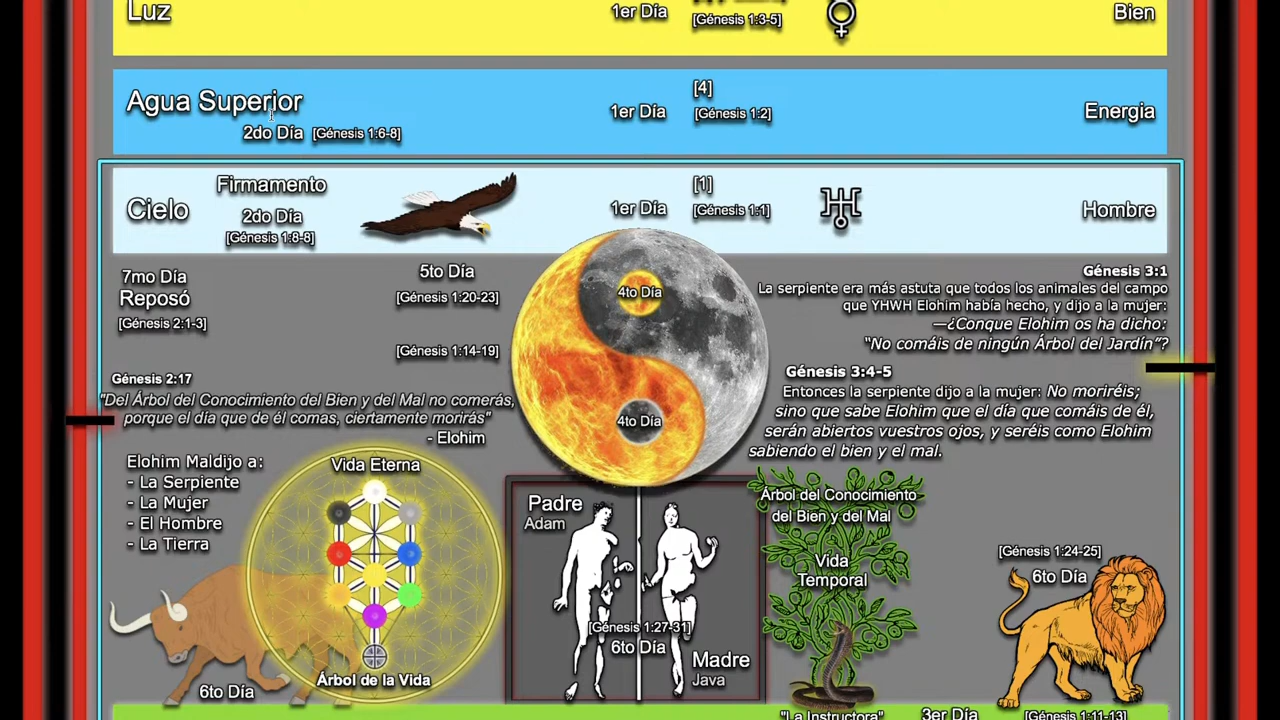 Luz
1er Día
[Génesis 1:3-5]
Bien
Agua Superior
2do Día [Génesis 1:6-8]
1er Día
[4]
[Génesis 1:2]
Energia
Cielo
Firmamento
2do Día
[Génesis 1:8-8]
1er Día
[1]
[Génesis 1:1]
Hombre
7mo Día
Reposó
[Génesis 2:1-3]
5to Día
[Génesis 1:20-23]
[Génesis 1:14-19]
4to Día
4to Día
Génesis 3:1
La serpiente era más astuta que todos los animales del campo
que YHWH Elohim había hecho, y dijo a la mujer:
—¿Conque Elohim os ha dicho:
“No comáis de ningún Árbol del Jardín”?
Génesis 3:4-5
Entonces la serpiente dijo a la mujer: No moriréis;
sino que sabe Elohim que el día que comáis de él,
serán abiertos vuestros ojos, y seréis como Elohim
sabiendo el bien y el mal.
Génesis 2:17
"Del Árbol del Conocimiento del Bien y del Mal no comerás,
porque el día que de él comas, ciertamente morirás"
- Elohim
Elohim Maldijo a:
- La Serpiente
- La Mujer
- El Hombre
- La Tierra
6to Día
Vida Eterna
Árbol de la Vida
Padre
Adam
[Génesis 1:27-31]
6to Día
Madre
Java
Árbol del Conocimiento
del Bien y del Mal
Vida
Temporal
"La Instructora"
[Génesis 1:24-25]
6to Día
3er Día
[Génesis 1:11-13]